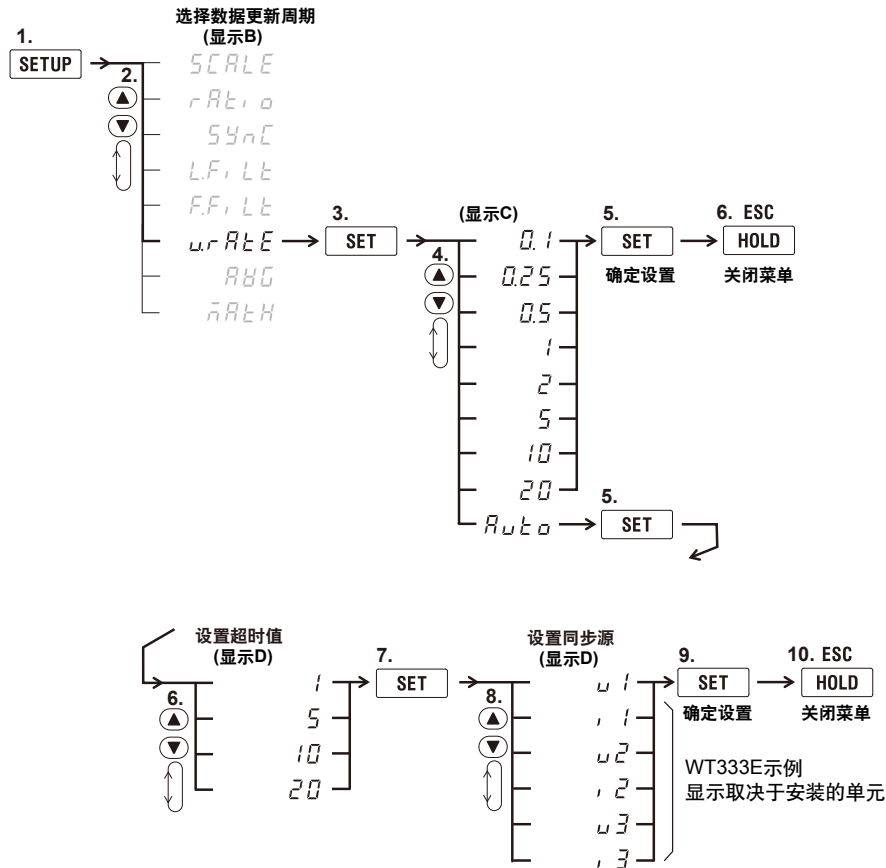 选择数据更新周期
(显示B)
1.
SETUP
2.
SCALE
rAtio
SYnC
L.FiLt
F.FiLt
u.rAtE
AVG
MAtH
3.
SET
(显示C)
4.
0.1
0.25
0.5
1
2
5
10
20
Auto
5.
SET
确定设置
6. ESC
HOLD
关闭菜单
5.
SET
设置超时值
(显示D)
6.
1
5
10
20
7.
SET
设置同步源
(显示D)
8.
u1
i1
u2
i2
u3
i3
9.
SET
确定设置
10. ESC
HOLD
关闭菜单
WT333E示例
显示取决于安装的单元